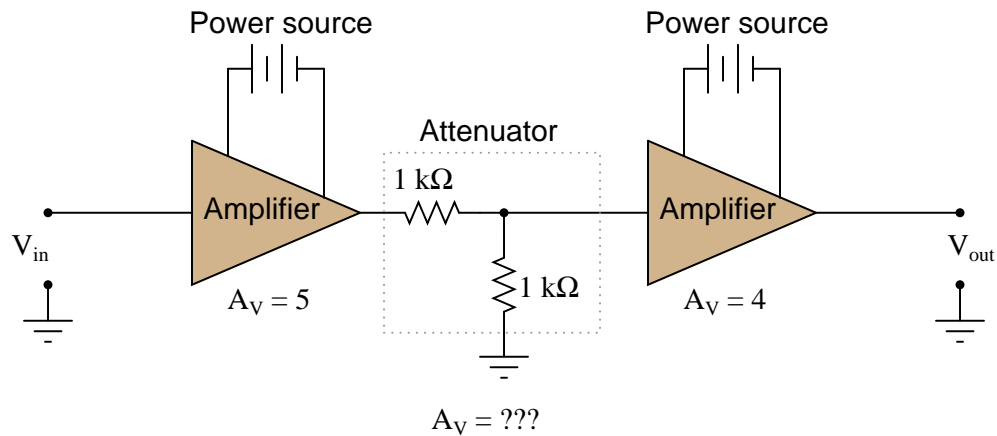 Power source
Power source
Attenuator
1 kΩ
Amplifier
Amplifier
V_in
V_out
1 kΩ
A_V = 5
A_V = 4
A_V = ???